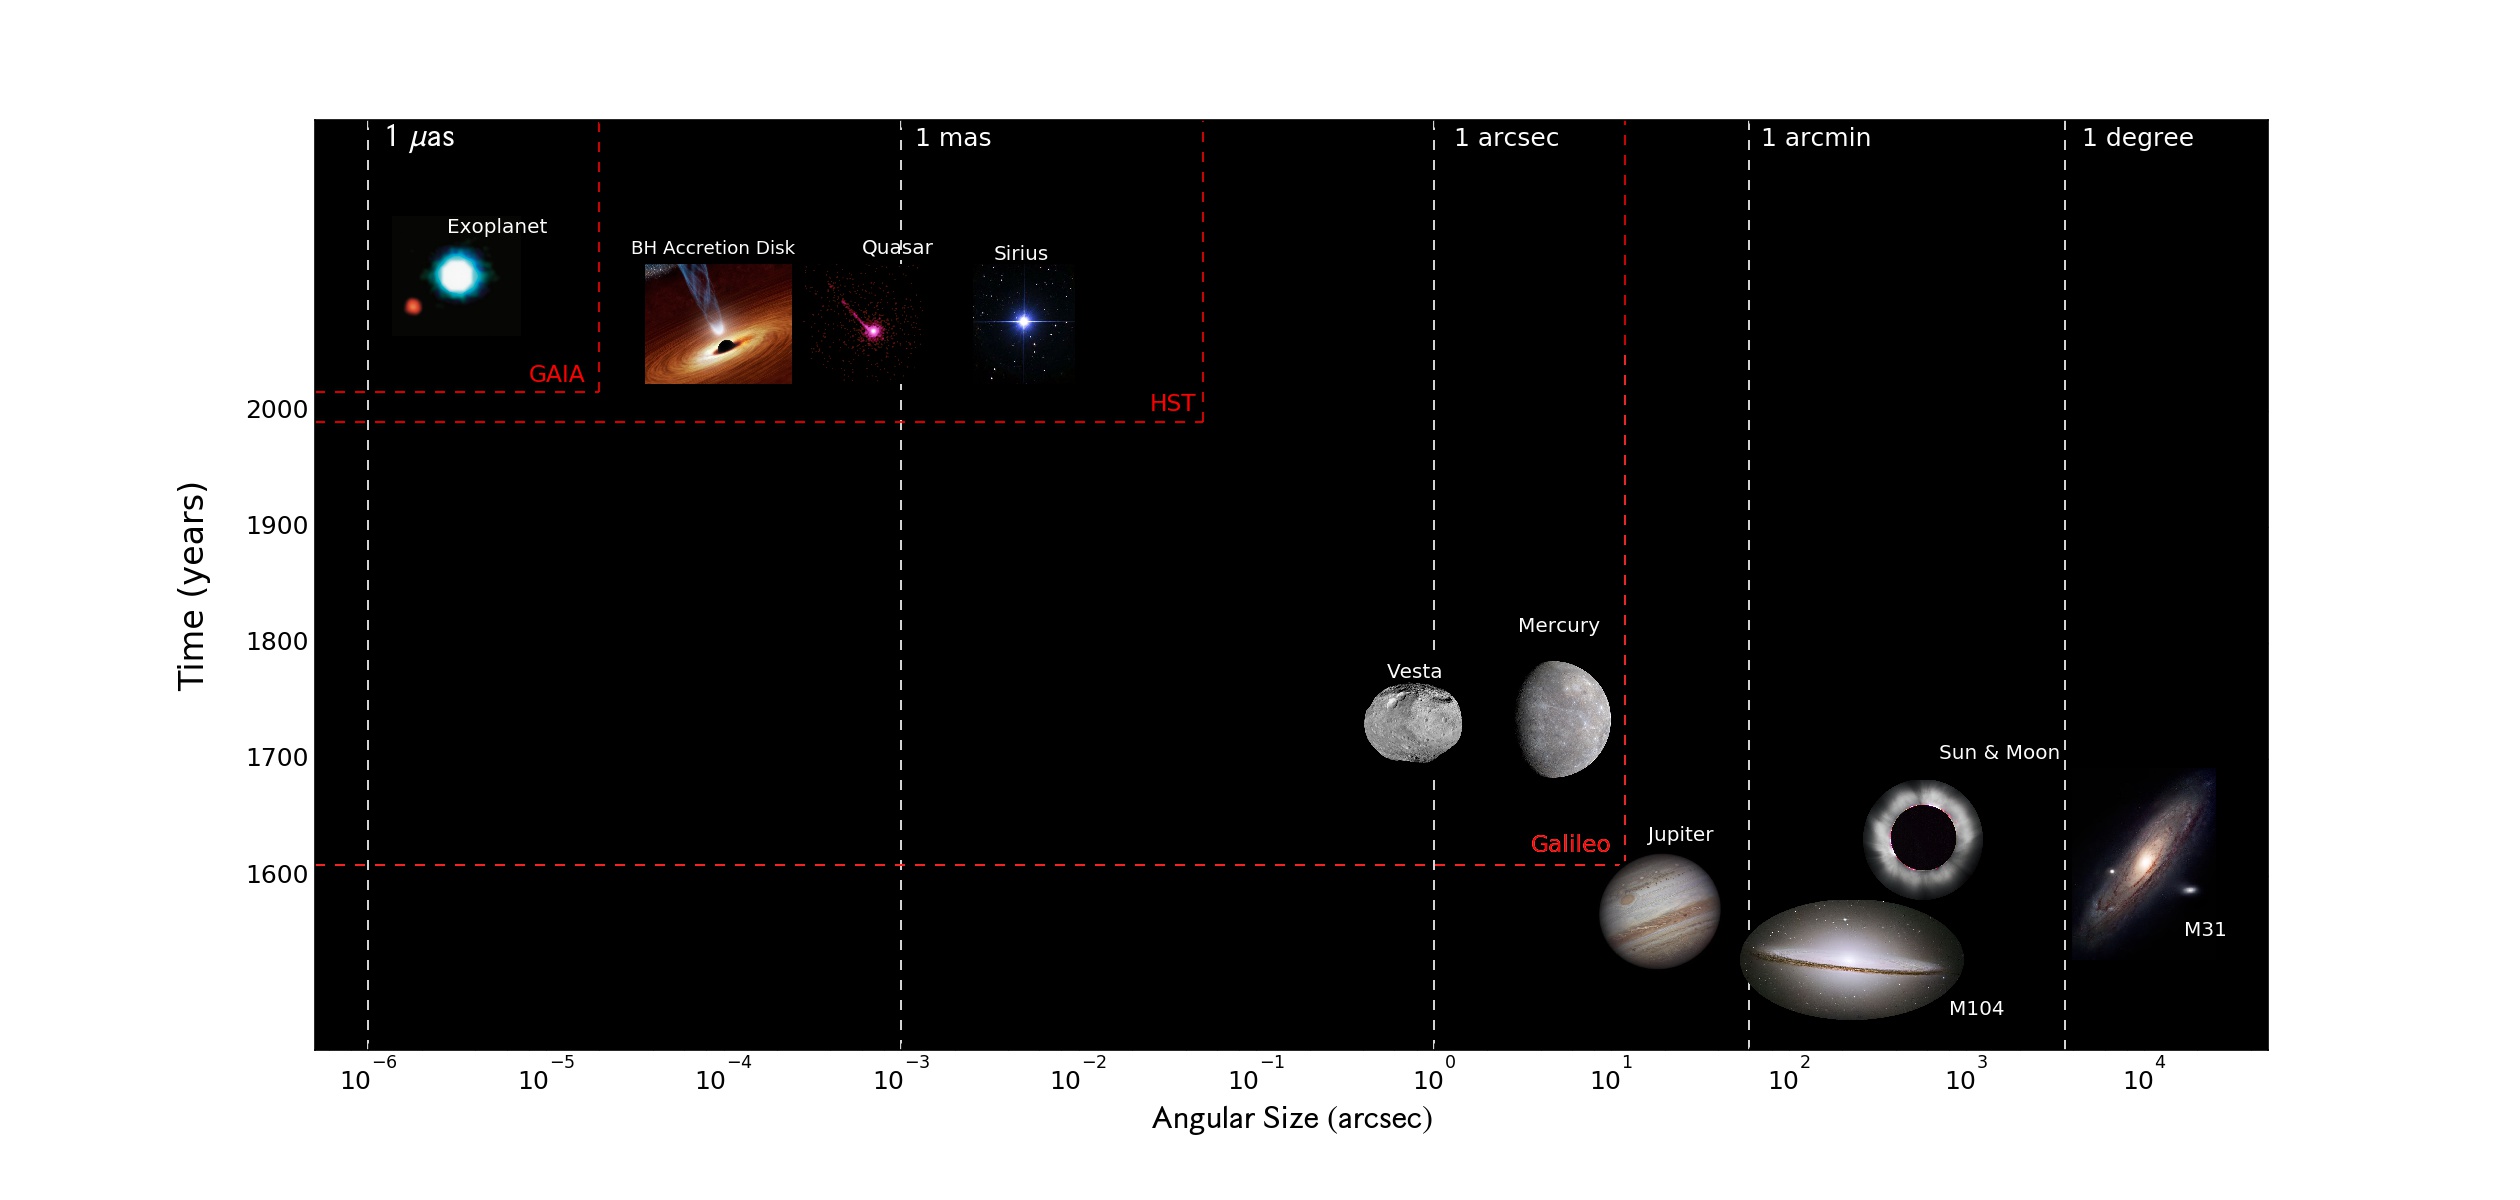 1 μas
1 mas
1 arcsec
1 arcmin
1 degree
Exoplanet
BH Accretion Disk
Quasar
Sirius
GAIA
HST
2000
1900
1800
1700
1600
Time (years)
Mercury
Vesta
Sun & Moon
Galileo
Jupiter
M31
M104
10⁻⁶ 10⁻⁵ 10⁻⁴ 10⁻³ 10⁻² 10⁻¹ 10⁰ 10¹ 10² 10³ 10⁴
Angular Size (arcsec)